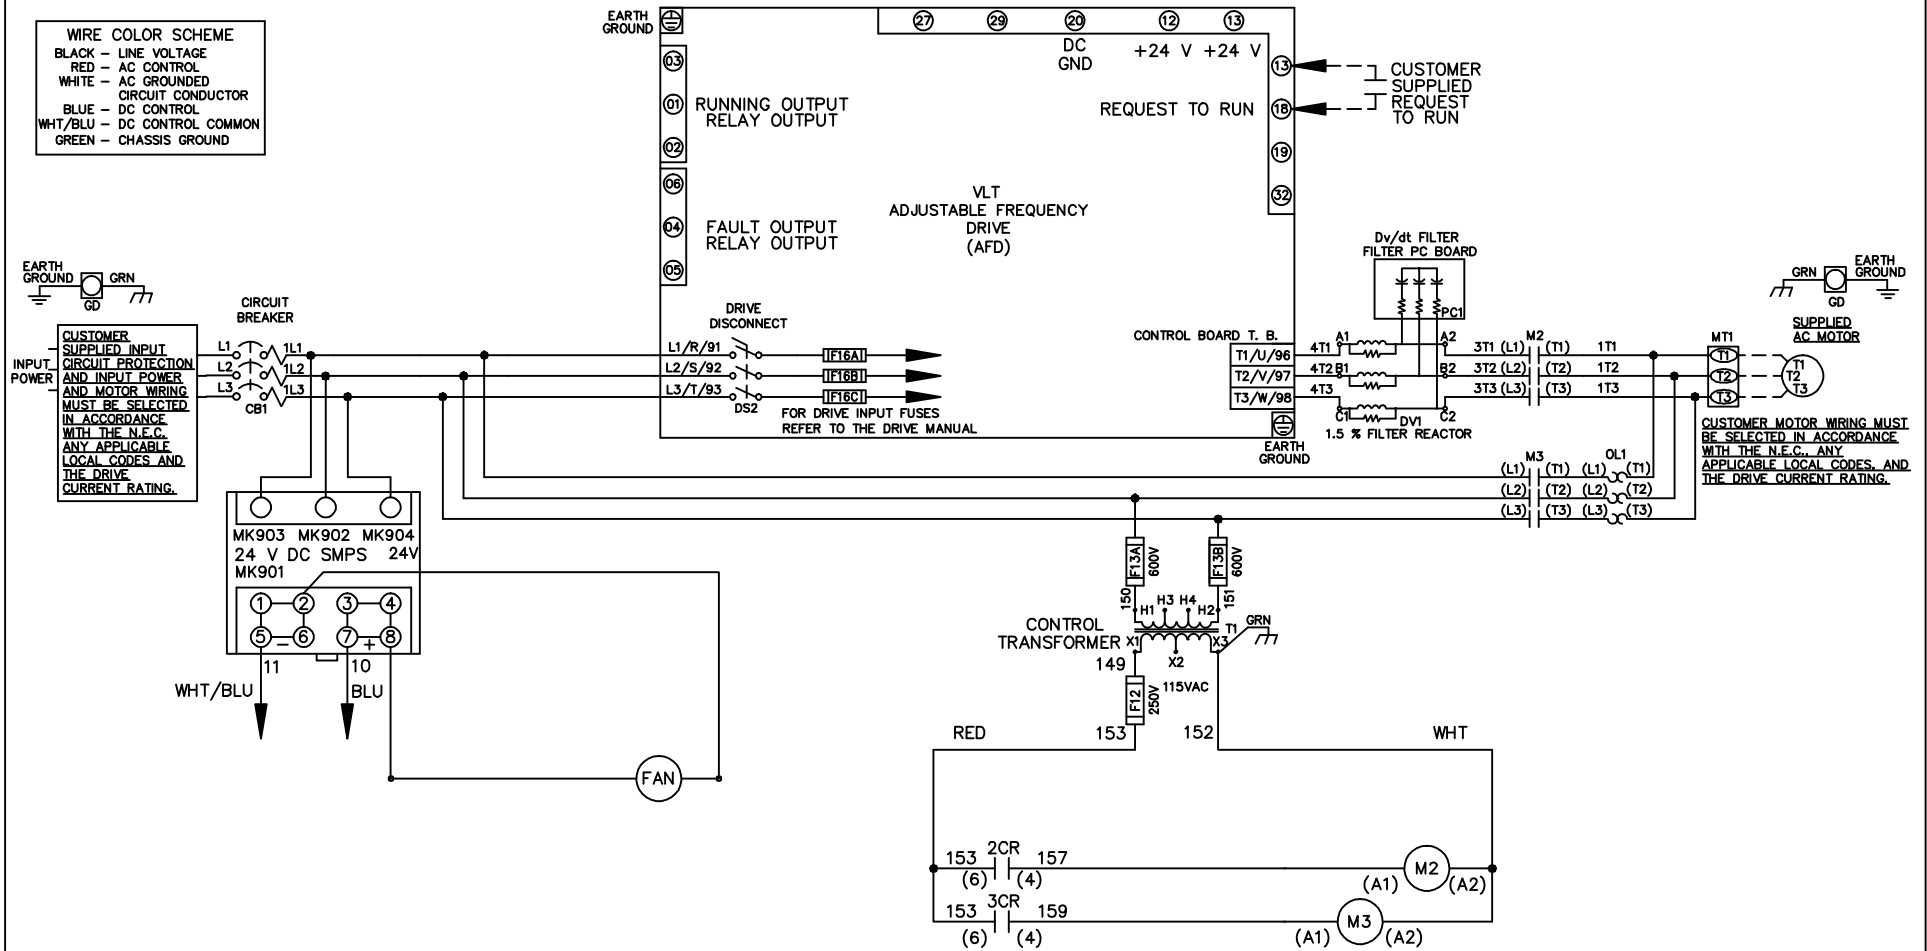 WIRE COLOR SCHEME
BLACK – LINE VOLTAGE
RED – AC CONTROL
WHITE – AC GROUNDED
CIRCUIT CONDUCTOR
BLUE – DC CONTROL
WHT/BLU – DC CONTROL COMMON
GREEN – CHASSIS GROUND
EARTH
GROUND
27
29
20
12
13
DC
GND
+24 V
+24 V
03
01
02
RUNNING OUTPUT
RELAY OUTPUT
06
04
05
FAULT OUTPUT
RELAY OUTPUT
13
18
19
32
REQUEST TO RUN
CUSTOMER
SUPPLIED
REQUEST
TO RUN
VLT
ADJUSTABLE FREQUENCY
DRIVE
(AFD)
EARTH
GROUND
GRN
GD
INPUT
POWER
CUSTOMER
SUPPLIED INPUT
CIRCUIT PROTECTION
AND INPUT POWER
AND MOTOR WIRING
MUST BE SELECTED
IN ACCORDANCE
WITH THE N.E.C.
ANY APPLICABLE
LOCAL CODES AND
THE DRIVE
CURRENT RATING.
CIRCUIT
BREAKER
L1
L2
L3
1L1
1L2
1L3
CB1
DRIVE
DISCONNECT
L1/R/91
L2/S/92
L3/T/93
DS2
F16A
F16B
F16C
FOR DRIVE INPUT FUSES
REFER TO THE DRIVE MANUAL
CONTROL BOARD T. B.
T1/U/96
T2/V/97
T3/W/98
EARTH
GROUND
4T1
4T2
4T3
Dv/dt FILTER
FILTER PC BOARD
PC1
A1
A2
B1
B2
C1
C2
DV1
1.5 % FILTER REACTOR
M2
3T1 (L1) (T1) 1T1
3T2 (L2) (T2) 1T2
3T3 (L3) (T3) 1T3
MT1
T1
T2
T3
GRN
GD
EARTH
GROUND
SUPPLIED
AC MOTOR
T1
T2
T3
CUSTOMER MOTOR WIRING MUST
BE SELECTED IN ACCORDANCE
WITH THE N.E.C., ANY
APPLICABLE LOCAL CODES, AND
THE DRIVE CURRENT RATING.
M3
OL1
(L1) (T1) (L1) (T1)
(L2) (T2) (L2) (T2)
(L3) (T3) (L3) (T3)
MK903 MK902 MK904
24 V DC SMPS 24V
MK901
1
2
3
4
5
–
6
7
+
8
11
10
WHT/BLU
BLU
FAN
F13A
600V
F13B
600V
150
151
H1
H3
H4
H2
CONTROL
TRANSFORMER
T1
GRN
X1
X2
X3
149
115VAC
F12
250V
153
152
RED
WHT
153
2CR
157
(6)
(4)
M2
(A1)
(A2)
153
3CR
159
(6)
(4)
M3
(A1)
(A2)